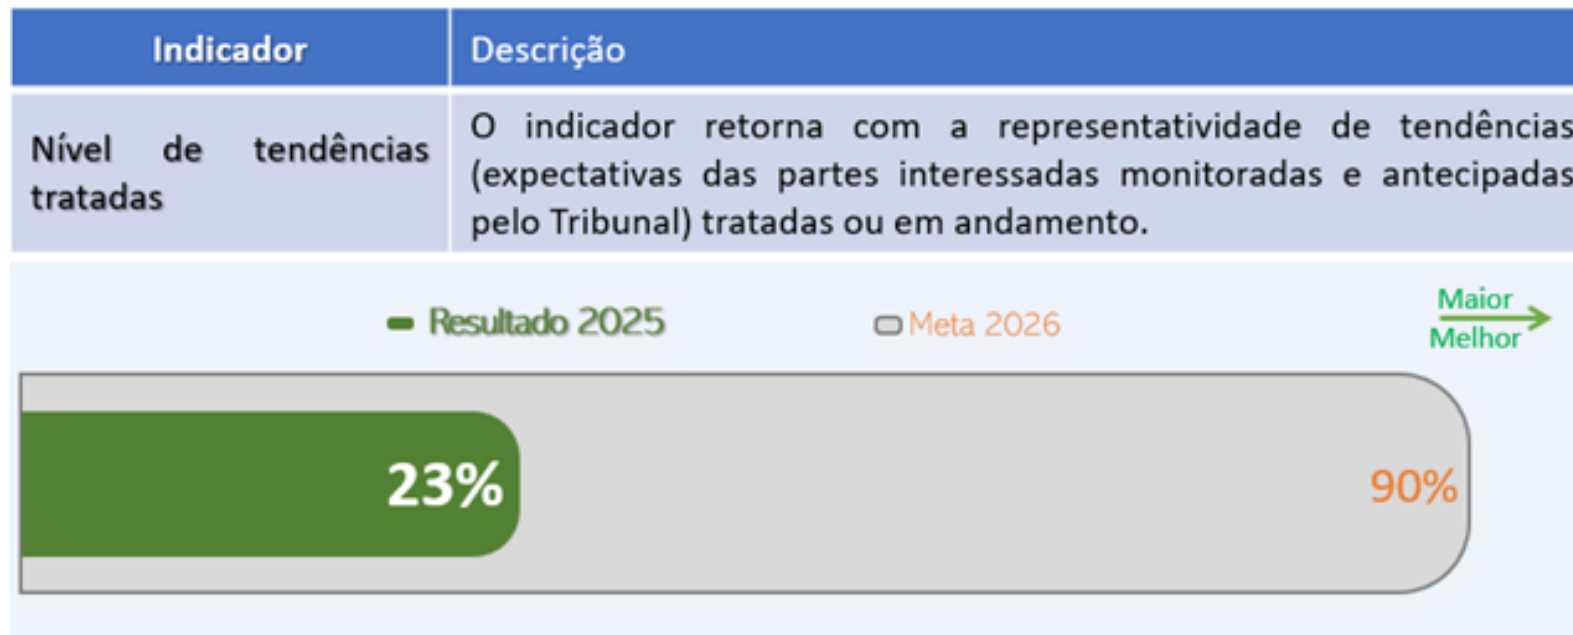 Indicador
Descrição
Nível de tendências
tratadas
O indicador retorna com a representatividade de tendências
(expectativas das partes interessadas monitoradas e antecipadas
pelo Tribunal) tratadas ou em andamento.
Resultado 2025
Meta 2026
Maior
Melhor
23%
90%